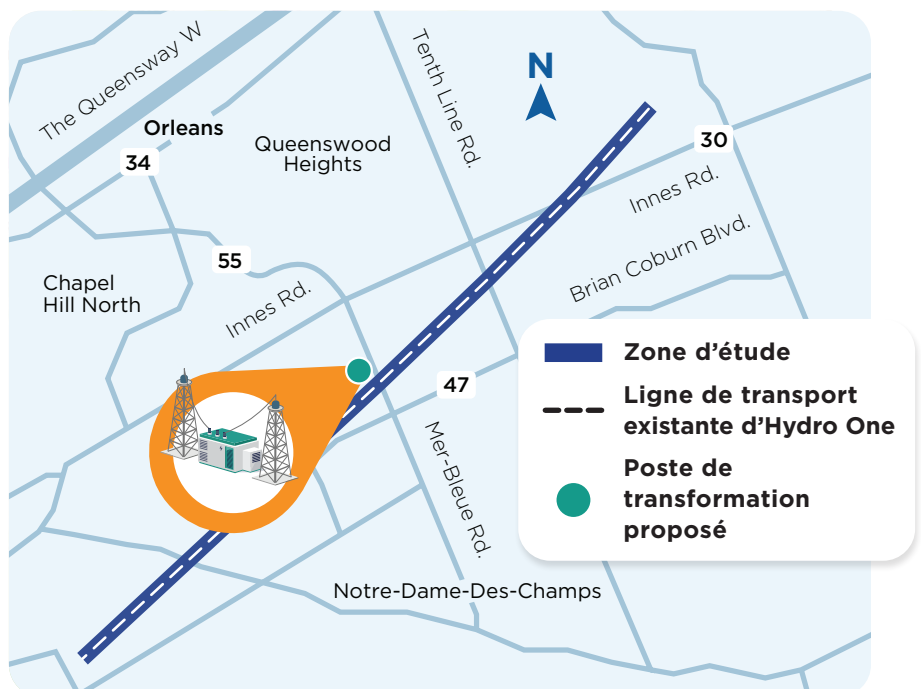 The Queensway W
Tenth Line Rd.
N
Orleans
34
Queenswood
Heights
30
Innes Rd.
55
Chapel
Hill North
Innes Rd.
Brian Coburn Blvd.
47
Mer-Bleue Rd.
Notre-Dame-Des-Champs
Zone d'étude
Ligne de transport
existante d'Hydro One
Poste de
transformation
proposé